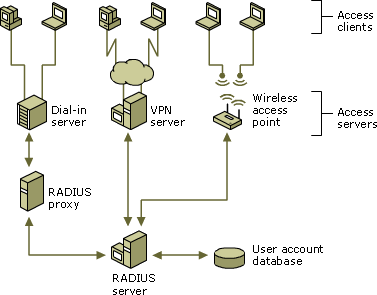 Access
clients
Dial-in
server
VPN
server
Wireless
access
point
Access
servers
RADIUS
proxy
RADIUS
server
User account
database